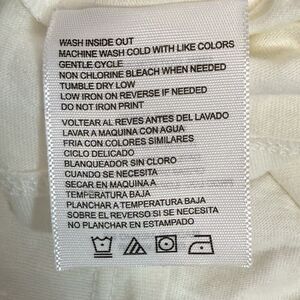 WASH INSIDE OUT
MACHINE WASH COLD WITH LIKE COLORS
GENTLE CYCLE
NON CHLORINE BLEACH WHEN NEEDED
TUMBLE DRY LOW
LOW IRON ON REVERSE IF NEEDED
DO NOT IRON PRINT
VOLTEAR AL REVES ANTES DEL LAVADO
LAVAR A MAQUINA CON AGUA
FRIA CON COLORES SIMILARES
CICLO DELICADO
BLANQUEADOR SIN CLORO
CUANDO SE NECESITA
SECAR EN MAQUINA A
TEMPERATURA BAJA
PLANCHAR A TEMPERATURA BAJA
SOBRE EL REVERSO SI SE NECESITA
NO PLANCHAR EN ESTAMPADO